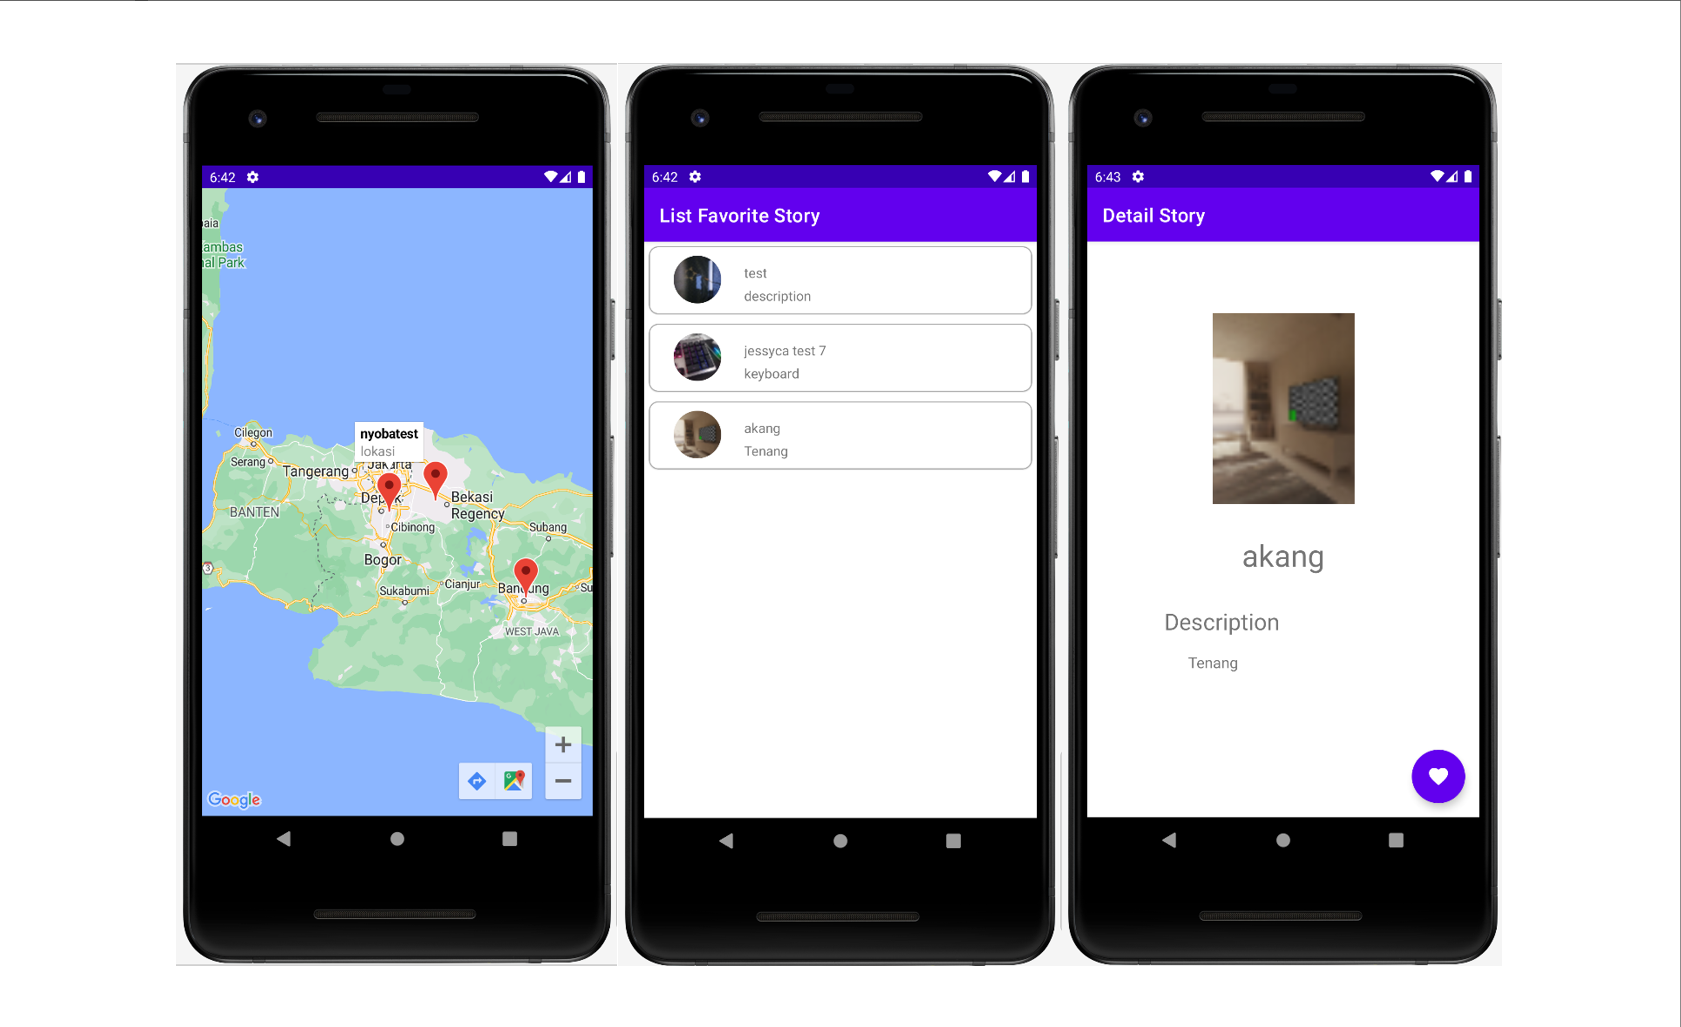 6:42
aia
ambas
al Park
Cilegon
nyobatest
lokasi
Serang
Tangerang
Jakarta
Depok
Bekasi
Regency
BANTEN
Cibinong
Subang
Bogor
3
Sukabumi
Cianjur
Bandung
Su
WEST JAVA
+
−
Google
6:42
List Favorite Story
test
description
jessyca test 7
keyboard
akang
Tenang
6:43
Detail Story
akang
Description
Tenang